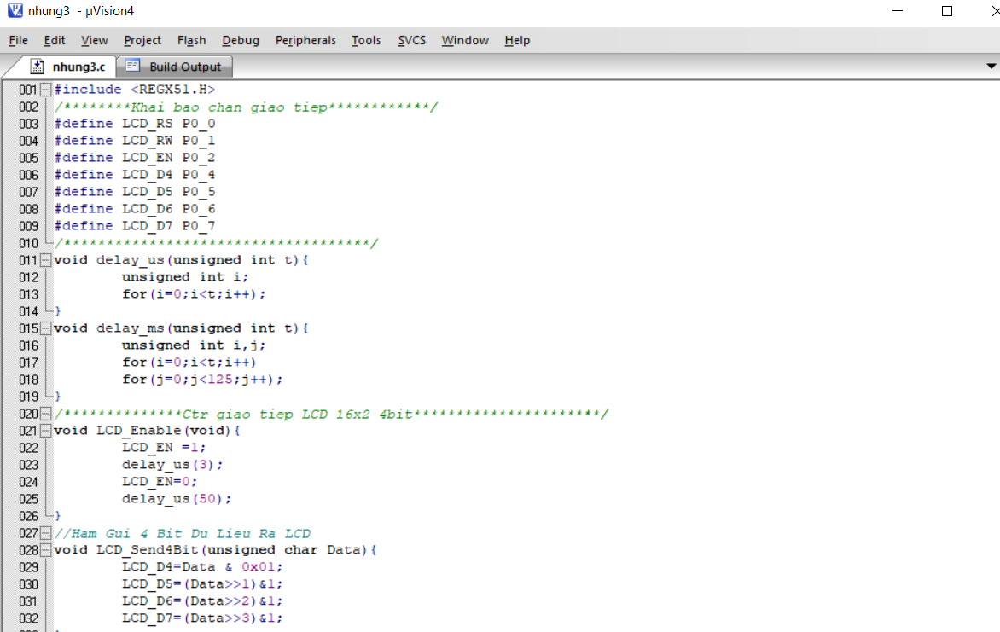 nhung3 - µVision4
File Edit View Project Flash Debug Peripherals Tools SVCS Window Help
nhung3.c Build Output
001 #include <REGX51.H>
002 /********Khai bao chan giao tiep************/
003 #define LCD_RS P0_0
004 #define LCD_RW P0_1
005 #define LCD_EN P0_2
006 #define LCD_D4 P0_4
007 #define LCD_D5 P0_5
008 #define LCD_D6 P0_6
009 #define LCD_D7 P0_7
010 /************************************/
011 void delay_us(unsigned int t){
012 unsigned int i;
013 for(i=0;i<t;i++);
014 }
015 void delay_ms(unsigned int t){
016 unsigned int i,j;
017 for(i=0;i<t;i++)
018 for(j=0;j<125;j++);
019 }
020 /**************Ctr giao tiep LCD 16x2 4bit**********************/
021 void LCD_Enable(void){
022 LCD_EN =1;
023 delay_us(3);
024 LCD_EN=0;
025 delay_us(50);
026 }
027 //Ham Gui 4 Bit Du Lieu Ra LCD
028 void LCD_Send4Bit(unsigned char Data){
029 LCD_D4=Data & 0x01;
030 LCD_D5=(Data>>1)&1;
031 LCD_D6=(Data>>2)&1;
032 LCD_D7=(Data>>3)&1;